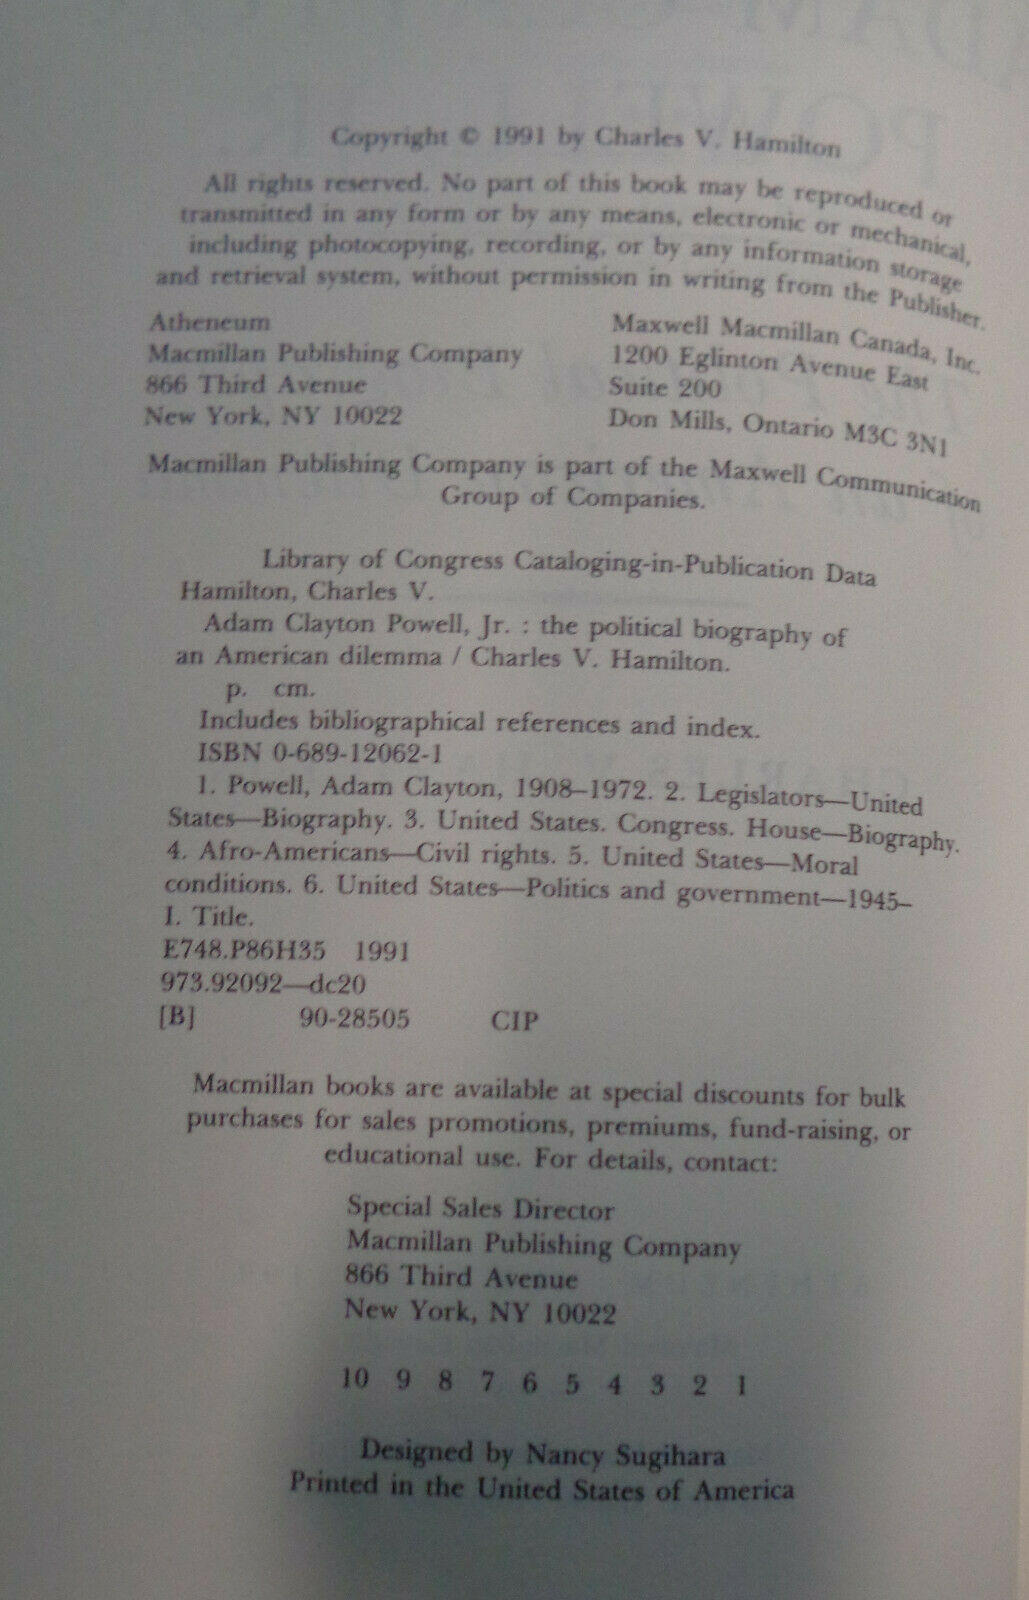 Copyright © 1991 by Charles V. Hamilton
All rights reserved. No part of this book may be reproduced or
transmitted in any form or by any means, electronic or mechanical,
including photocopying, recording, or by any information storage
and retrieval system, without permission in writing from the Publisher.
Atheneum
Macmillan Publishing Company
866 Third Avenue
New York, NY 10022
Maxwell Macmillan Canada, Inc.
1200 Eglinton Avenue East
Suite 200
Don Mills, Ontario M3C 3N1
Macmillan Publishing Company is part of the Maxwell Communication
Group of Companies.
Library of Congress Cataloging-in-Publication Data
Hamilton, Charles V.
Adam Clayton Powell, Jr. : the political biography of
an American dilemma / Charles V. Hamilton.
p. cm.
Includes bibliographical references and index.
ISBN 0-689-12062-1
1. Powell, Adam Clayton, 1908–1972. 2. Legislators—United
States—Biography. 3. United States. Congress. House—Biography.
4. Afro-Americans—Civil rights. 5. United States—Moral
conditions. 6. United States—Politics and government—1945–
I. Title.
E748.P86H35 1991
973.92092—dc20
[B] 90-28505 CIP
Macmillan books are available at special discounts for bulk
purchases for sales promotions, premiums, fund-raising, or
educational use. For details, contact:
Special Sales Director
Macmillan Publishing Company
866 Third Avenue
New York, NY 10022
10 9 8 7 6 5 4 3 2 1
Designed by Nancy Sugihara
Printed in the United States of America